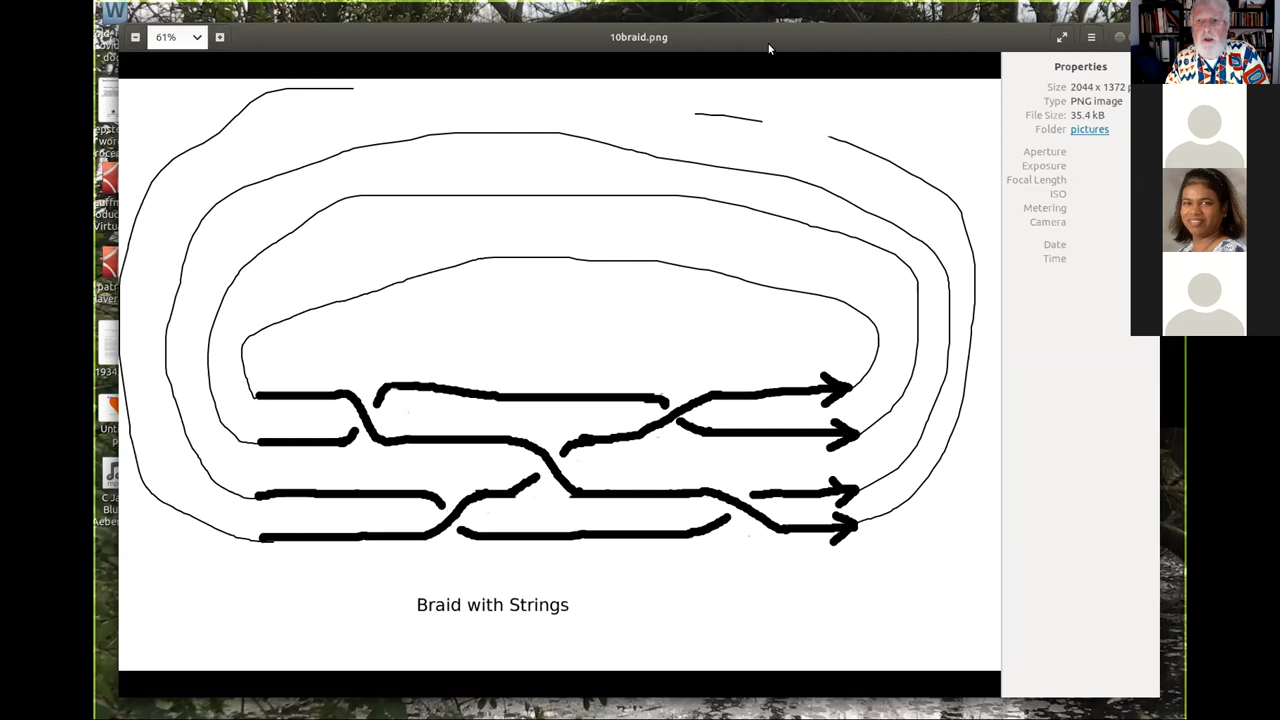 W
61%
10braid.png
Properties
Size 2044 x 1372 p
Type PNG image
File Size: 35.4 kB
Folder pictures
Aperture
Exposure
Focal Length
ISO
Metering
Camera
Date
Time
1934
Braid with Strings